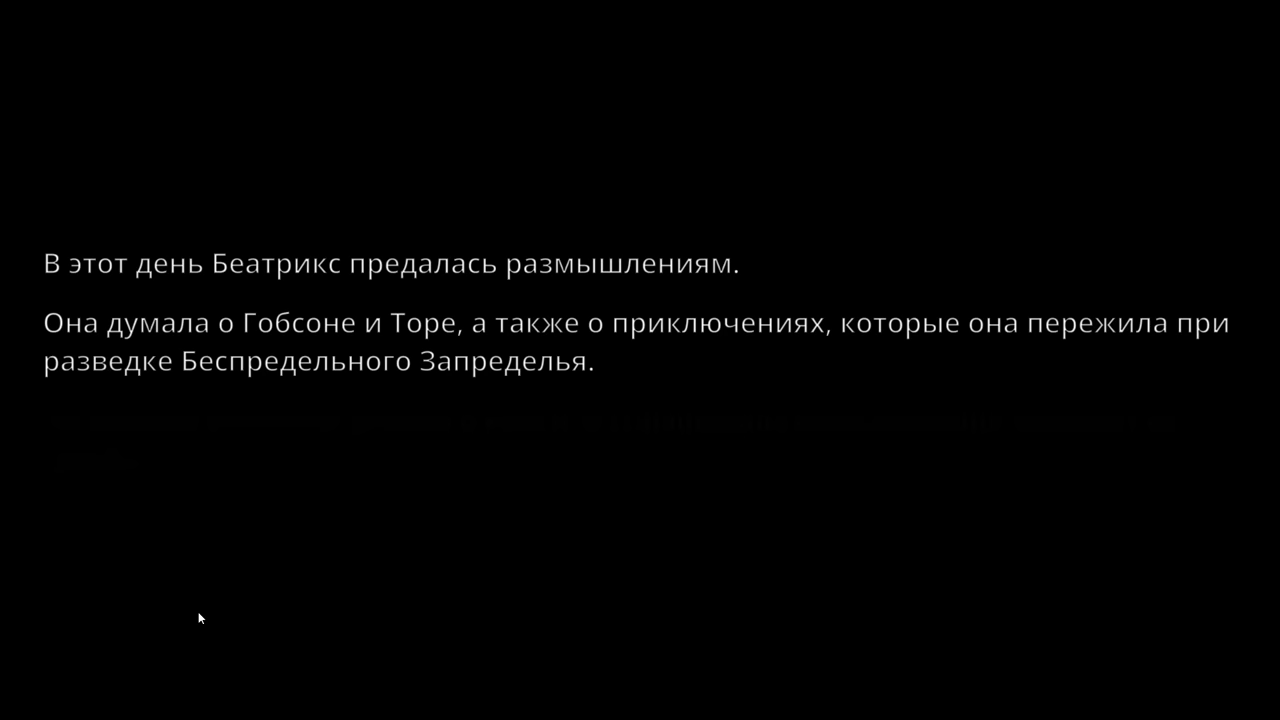 В этот день Беатрикс предалась размышлениям.
Она думала о Гобсоне и Торе, а также о приключениях, которые она пережила при
разведке Беспредельного Запределья.